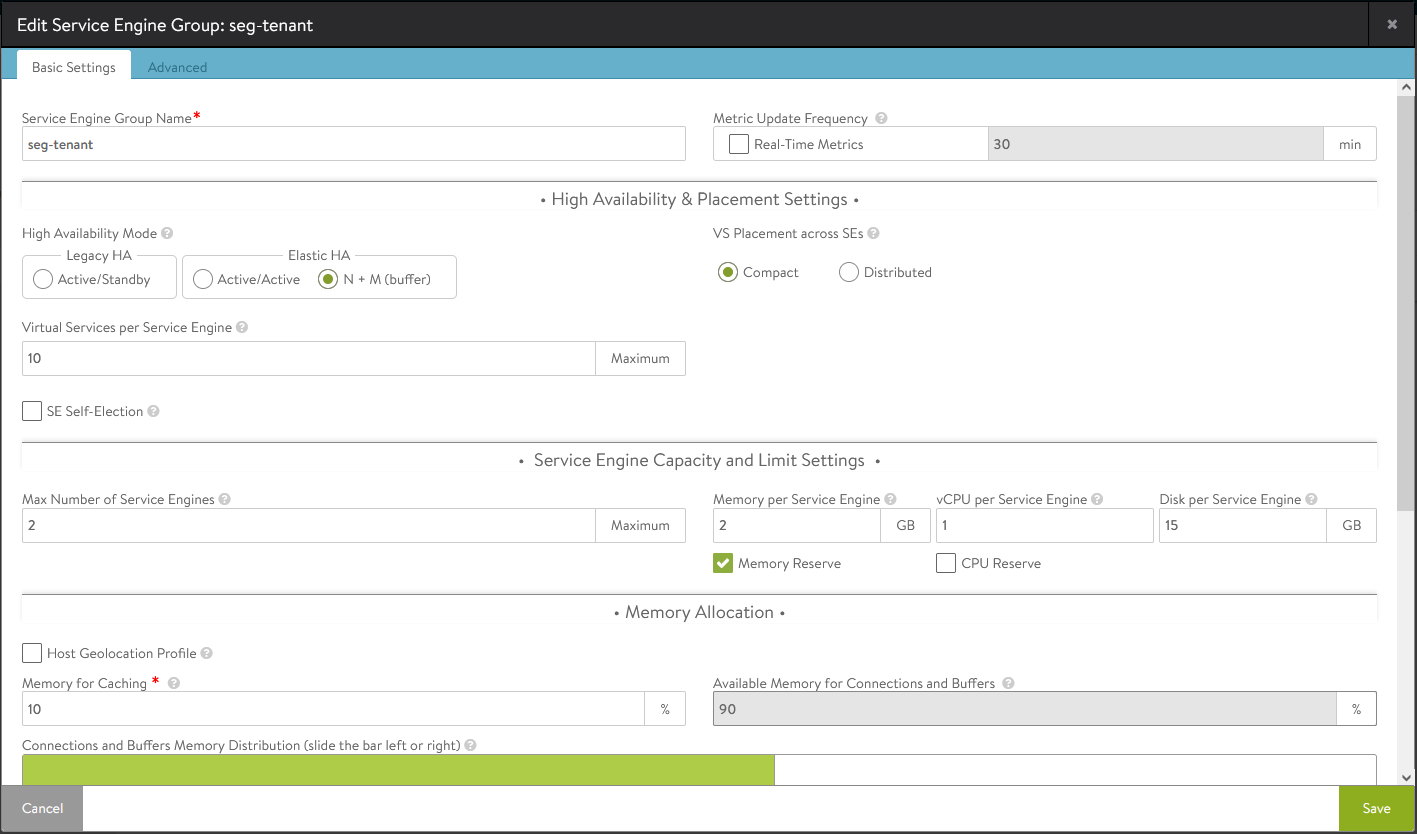 Edit Service Engine Group: seg-tenant
Basic Settings
Advanced
Service Engine Group Name*
seg-tenant
Metric Update Frequency ?
Real-Time Metrics
30
min
• High Availability & Placement Settings •
High Availability Mode ?
Legacy HA
Active/Standby
Elastic HA
Active/Active
N + M (buffer)
VS Placement across SEs ?
Compact
Distributed
Virtual Services per Service Engine ?
10
Maximum
SE Self-Election ?
• Service Engine Capacity and Limit Settings •
Max Number of Service Engines ?
2
Maximum
Memory per Service Engine ?
2
GB
vCPU per Service Engine ?
1
Disk per Service Engine ?
15
GB
Memory Reserve
CPU Reserve
• Memory Allocation •
Host Geolocation Profile ?
Memory for Caching * ?
10
%
Available Memory for Connections and Buffers ?
90
%
Connections and Buffers Memory Distribution (slide the bar left or right) ?
Cancel
Save